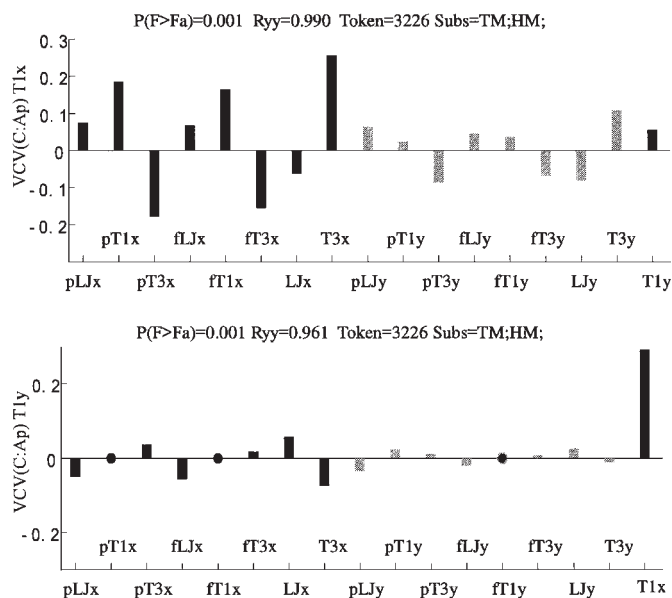 P(F>Fa)=0.001 Ryy=0.990 Token=3226 Subs=TM;HM;
VCV(C:Ap) T1x
0.3
0.2
0.1
0
-0.1
-0.2
pT1x fLJx fT3x T3x pT1y fLJy fT3y T3y
pLJx pT3x fT1x LJx pLJy pT3y fT1y LJy T1y
P(F>Fa)=0.001 Ryy=0.961 Token=3226 Subs=TM;HM;
VCV(C:Ap) T1y
0.2
0
-0.2
pT1x fLJx fT3x T3x pT1y fLJy fT3y T3y
pLJx pT3x fT1x LJx pLJy pT3y fT1y LJy T1x